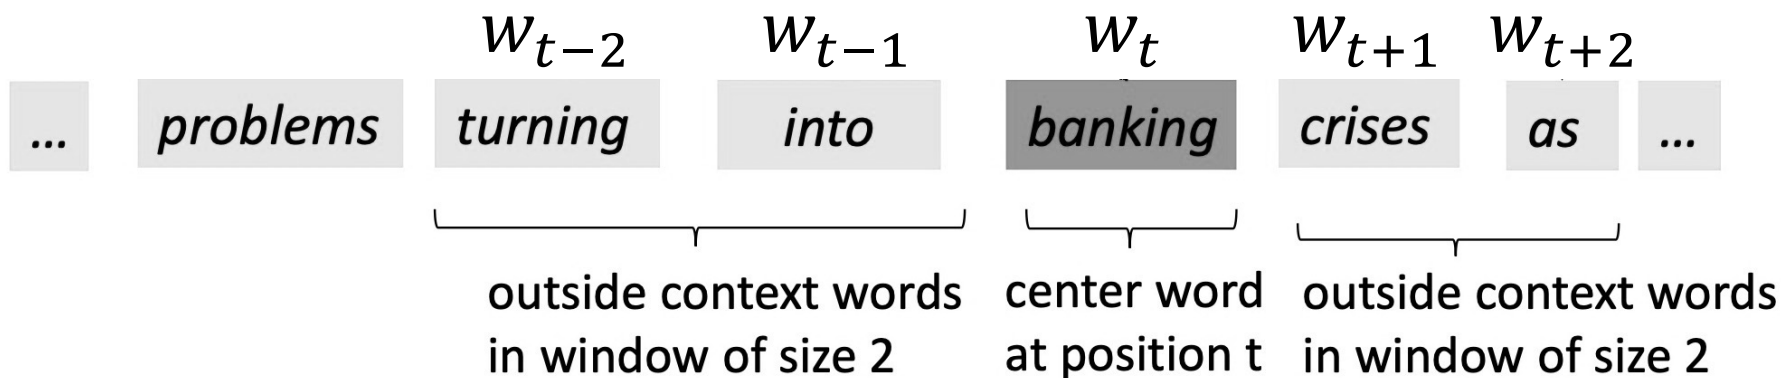 w_{t−2} w_{t−1} w_t w_{t+1} w_{t+2}
... problems turning into banking crises as ...
outside context words center word outside context words
in window of size 2 at position t in window of size 2